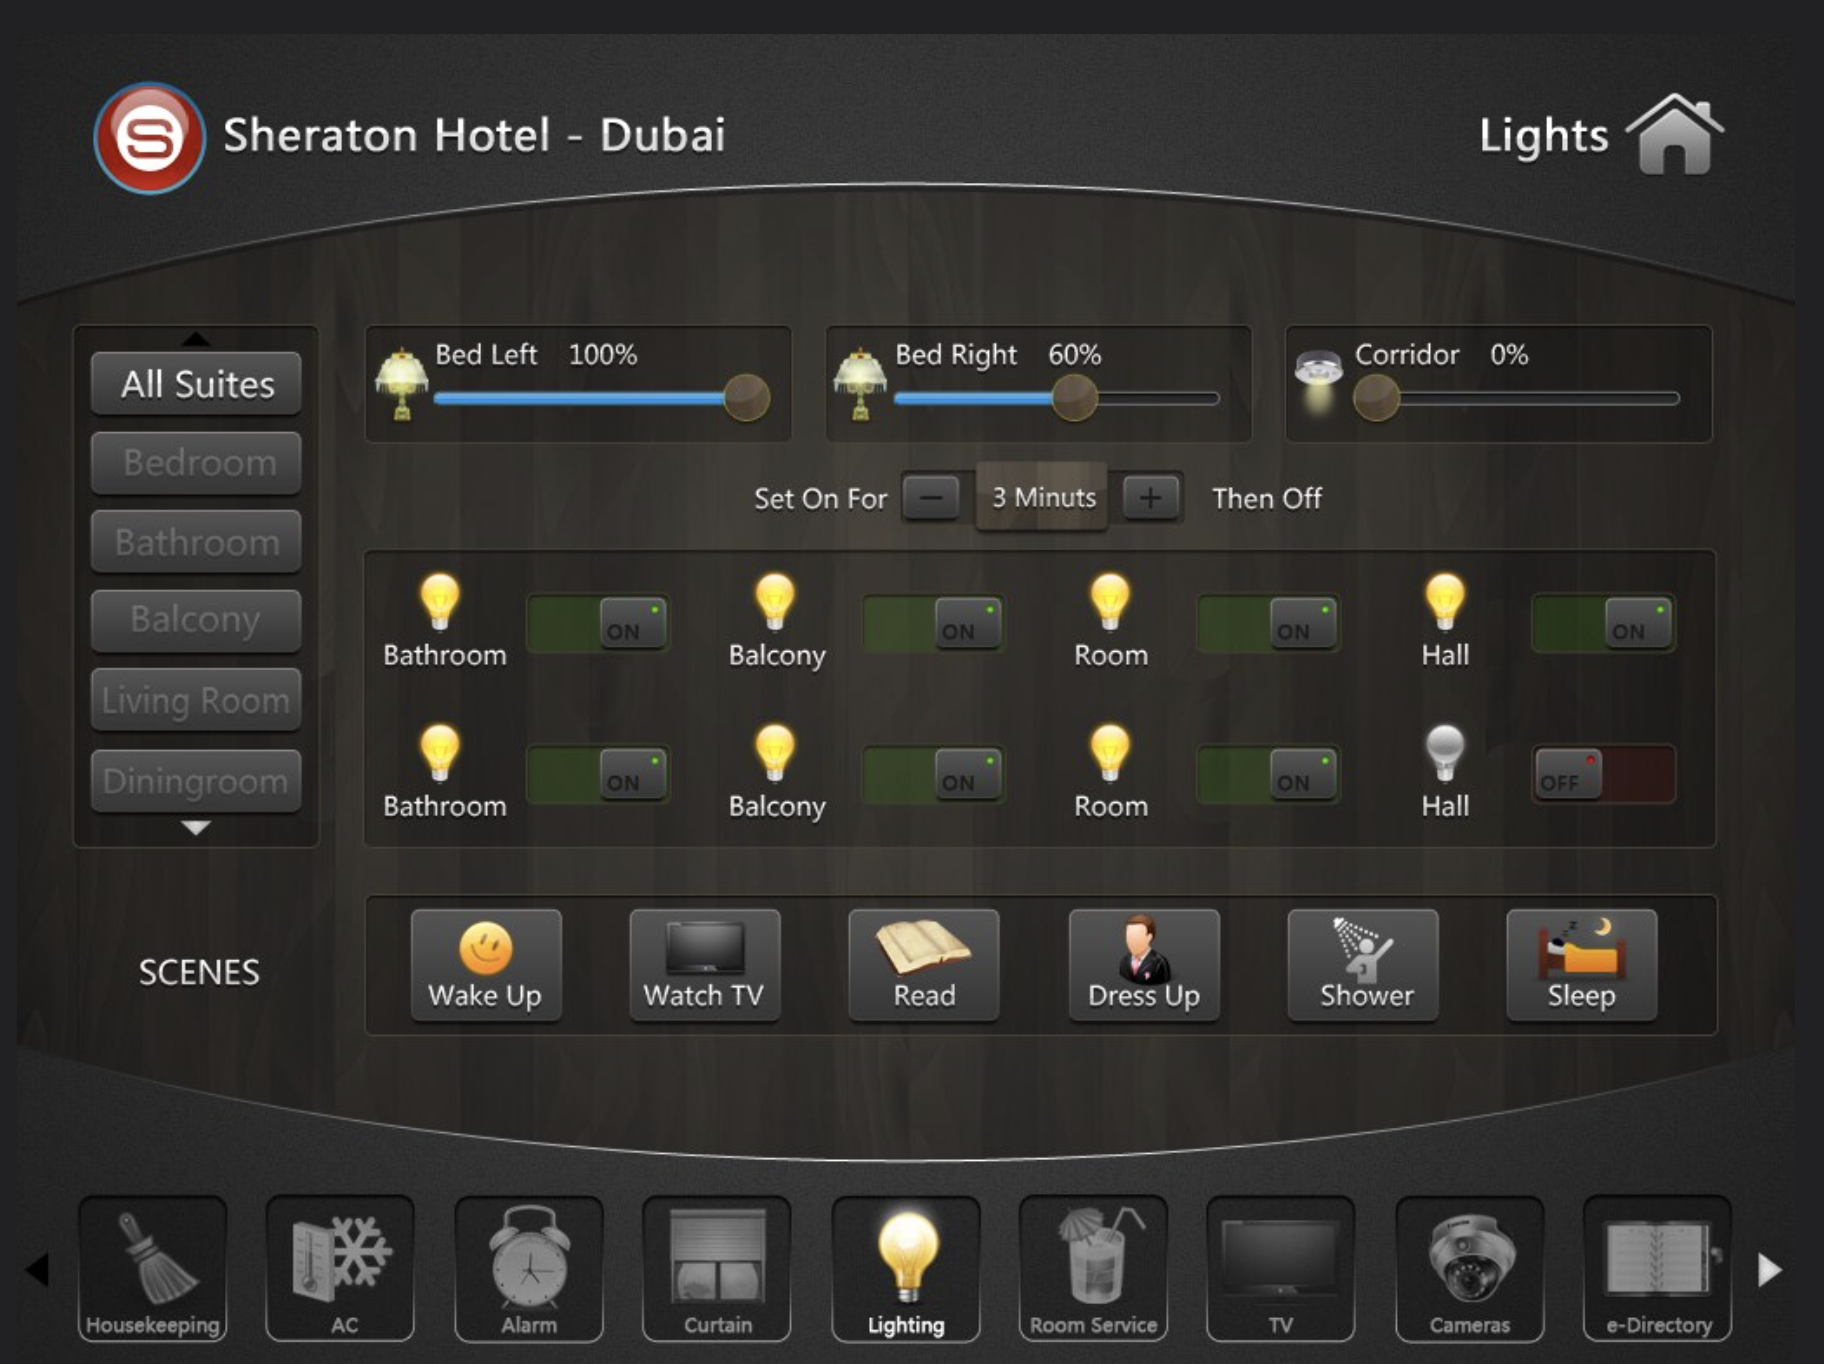 Sheraton Hotel - Dubai
Lights
All Suites
Bedroom
Bathroom
Balcony
Living Room
Diningroom
Bed Left 100%
Bed Right 60%
Corridor 0%
Set On For − 3 Minuts + Then Off
Bathroom ON
Balcony ON
Room ON
Hall ON
Bathroom ON
Balcony ON
Room ON
Hall OFF
SCENES
Wake Up
Watch TV
Read
Dress Up
Shower
Sleep
Housekeeping
AC
Alarm
Curtain
Lighting
Room Service
TV
Cameras
e-Directory